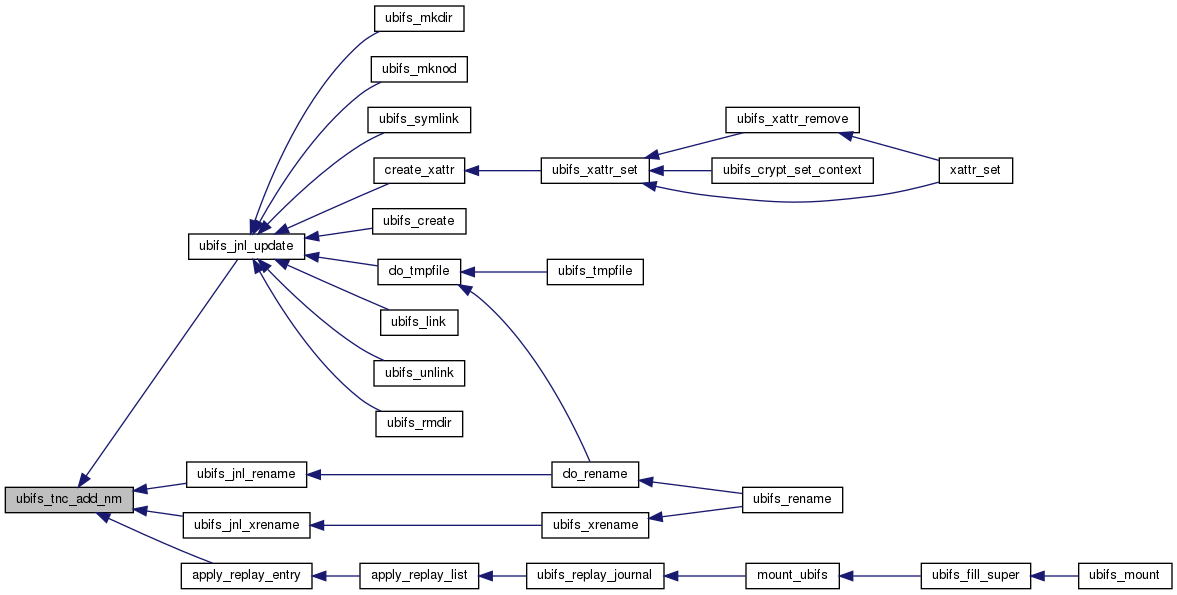 ubifs_mkdir
ubifs_mknod
ubifs_symlink
ubifs_xattr_remove
create_xattr
ubifs_xattr_set
ubifs_crypt_set_context
xattr_set
ubifs_create
ubifs_jnl_update
do_tmpfile
ubifs_tmpfile
ubifs_link
ubifs_unlink
ubifs_rmdir
ubifs_jnl_rename
do_rename
ubifs_tnc_add_nm
ubifs_rename
ubifs_jnl_xrename
ubifs_xrename
apply_replay_entry
apply_replay_list
ubifs_replay_journal
mount_ubifs
ubifs_fill_super
ubifs_mount